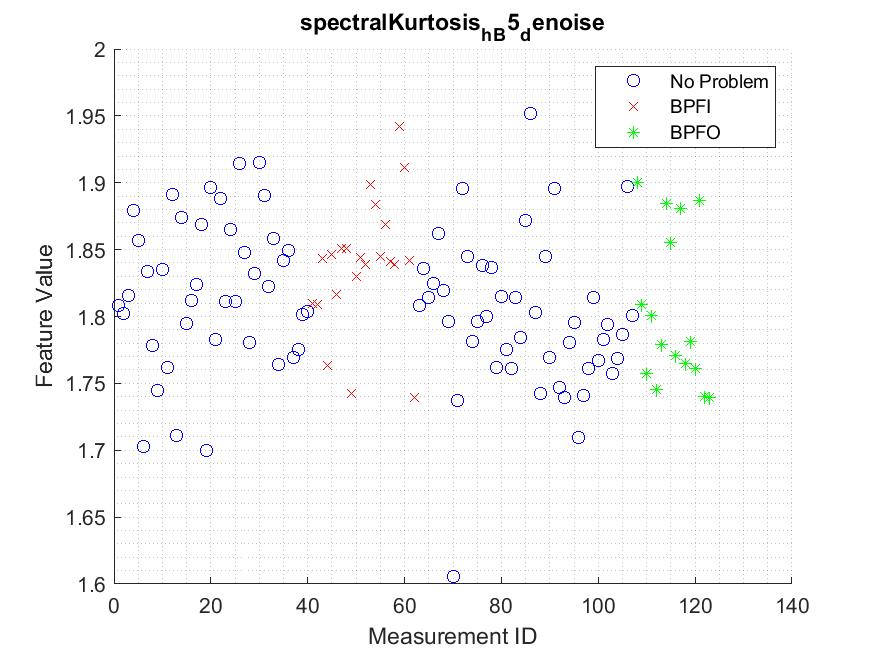 spectralKurtosis_hB5_denoise
No Problem
BPFI
BPFO
Feature Value
2
1.95
1.9
1.85
1.8
1.75
1.7
1.65
1.6
0 20 40 60 80 100 120 140
Measurement ID